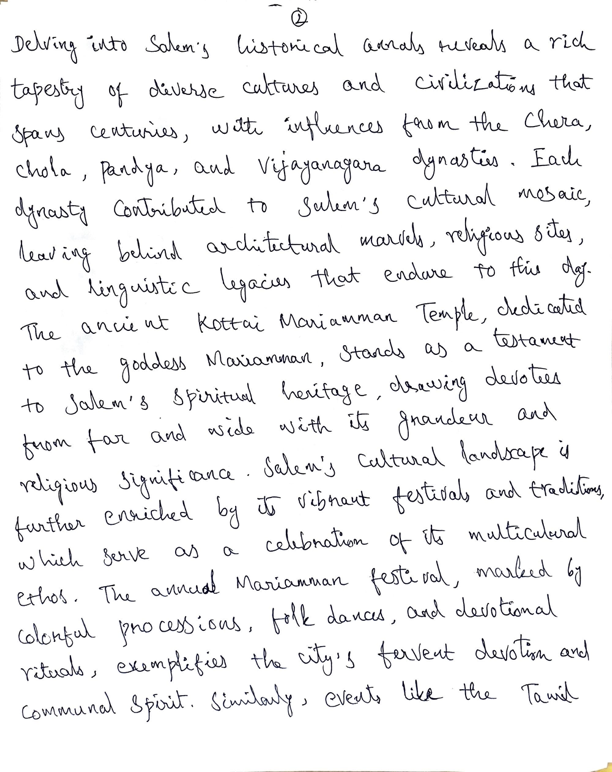 2
Delving into Salem's historical annals reveals a rich
tapestry of diverse cultures and civilizations that
spans centuries, with influences from the Chera,
Chola, Pandya, and Vijayanagara dynasties. Each
dynasty contributed to Salem's cultural mosaic,
leaving behind architectural marvels, religious sites,
and linguistic legacies that endure to this day.
The ancient Kottai Mariamman Temple, dedicated
to the goddess Mariamman, stands as a testament
to Salem's spiritual heritage, drawing devotees
from far and wide with its grandeur and
religious significance. Salem's cultural landscape is
further enriched by its vibrant festivals and traditions,
which serve as a celebration of its multicultural
ethos. The annual Mariamman festival, marked by
colorful processions, folk dances, and devotional
rituals, exemplifies the city's fervent devotion and
communal spirit. Similarly, events like the Tamil